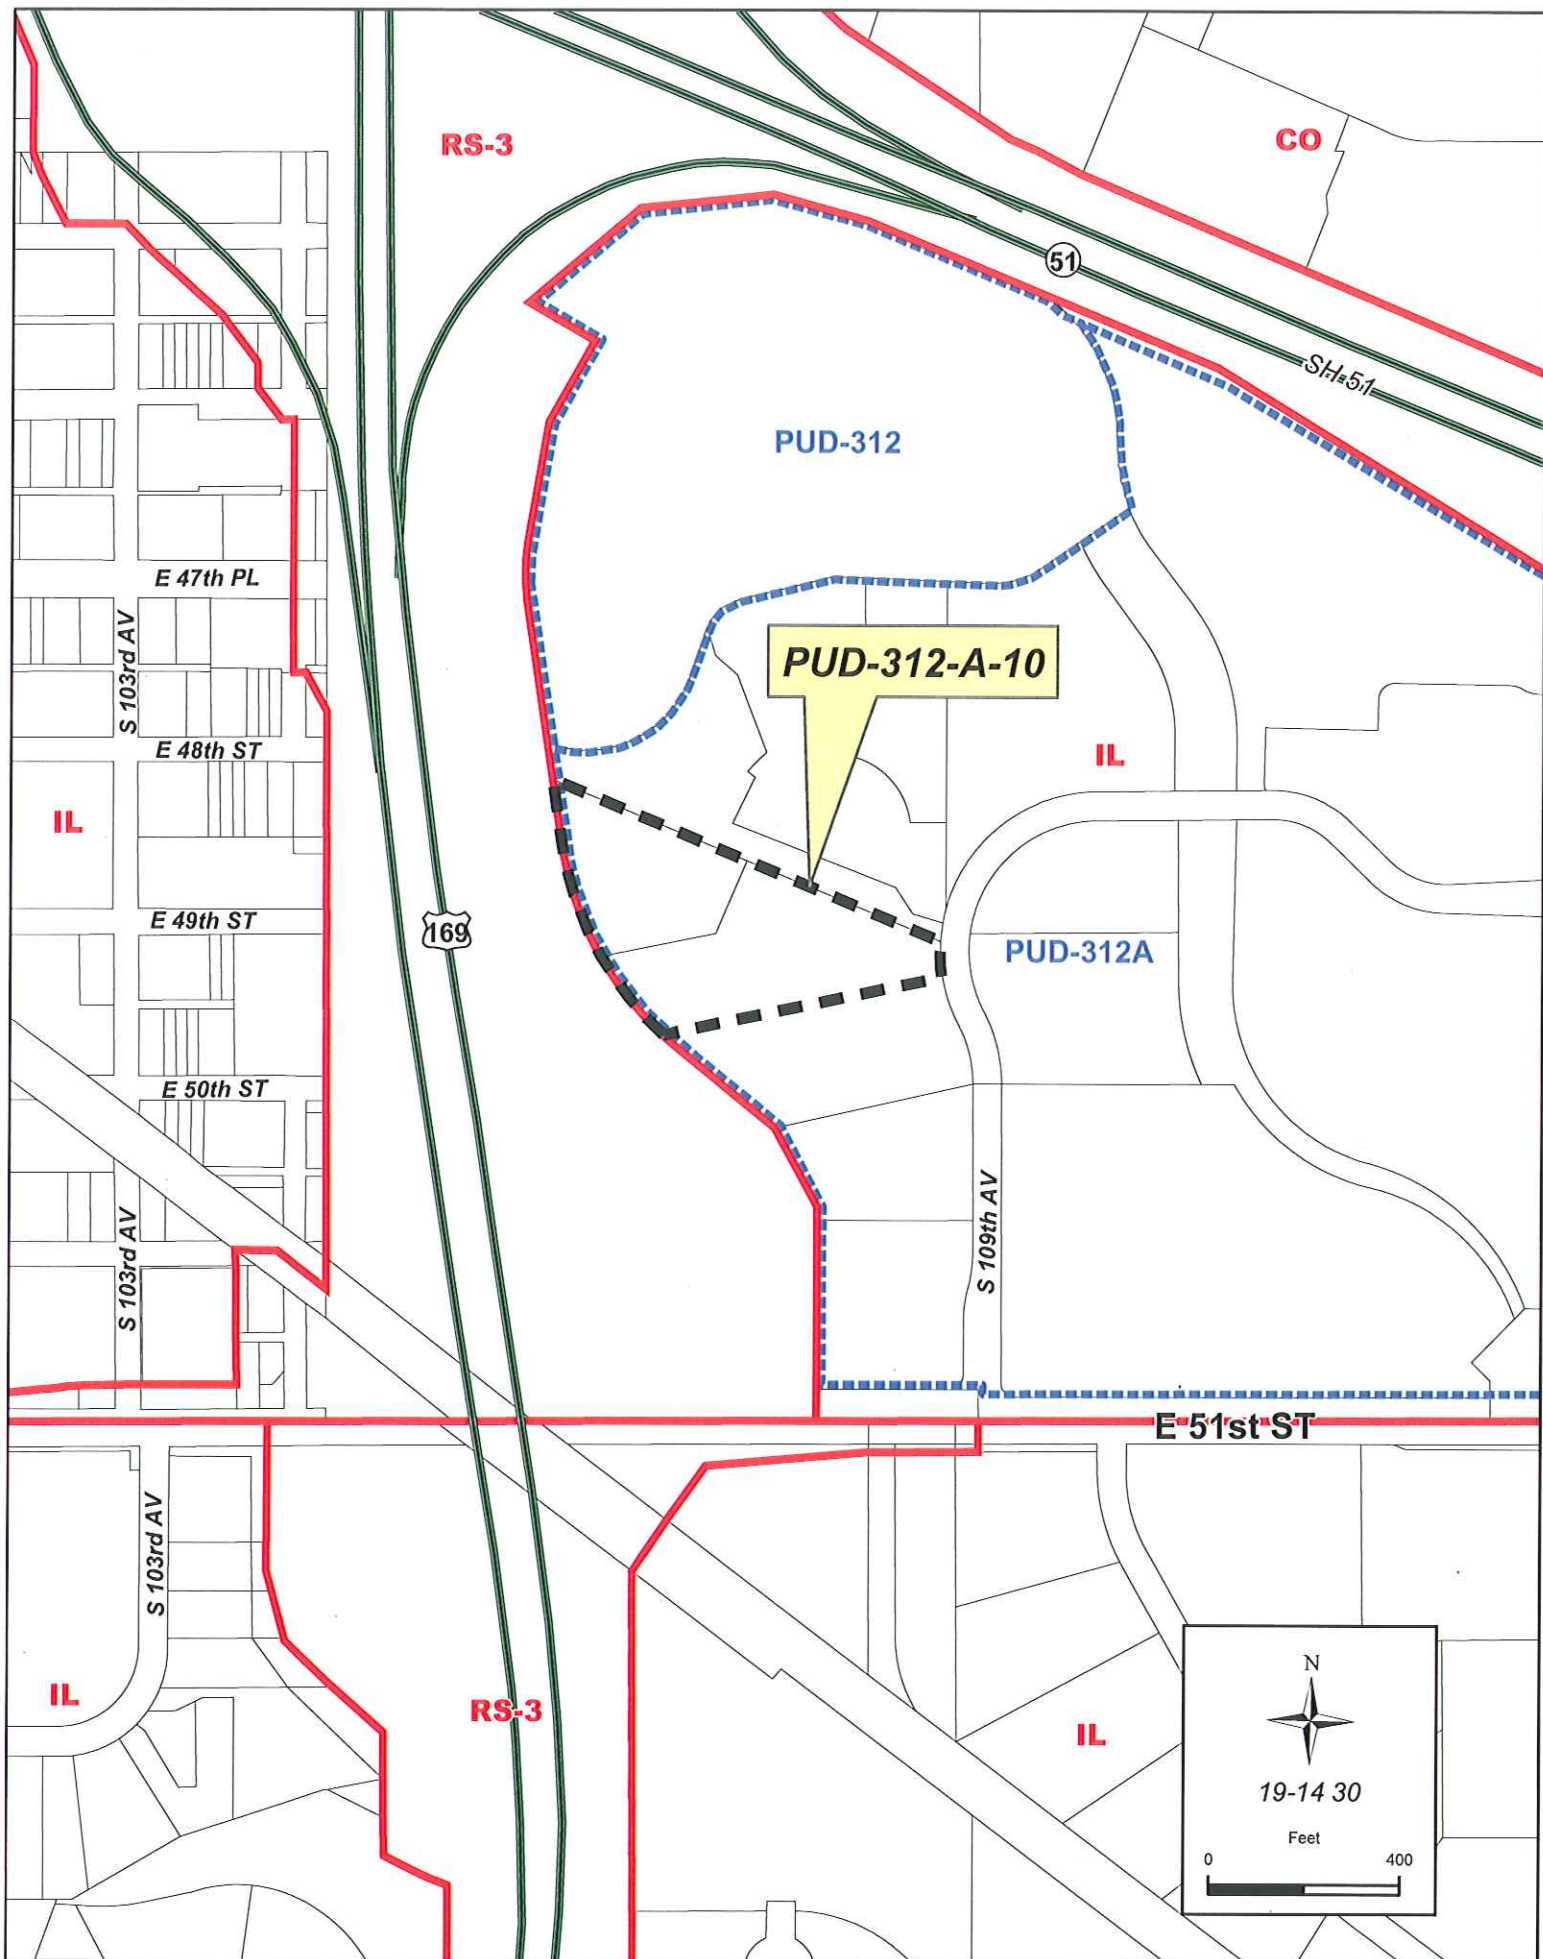 RS-3
CO
51
SH-51
PUD-312
E 47th PL
S 103rd AV
PUD-312-A-10
E 48th ST
IL
IL
E 49th ST
169
PUD-312A
E 50th ST
S 103rd AV
S 109th AV
E 51st ST
S 103rd AV
IL
RS-3
IL
N
19-14 30
Feet
0 400